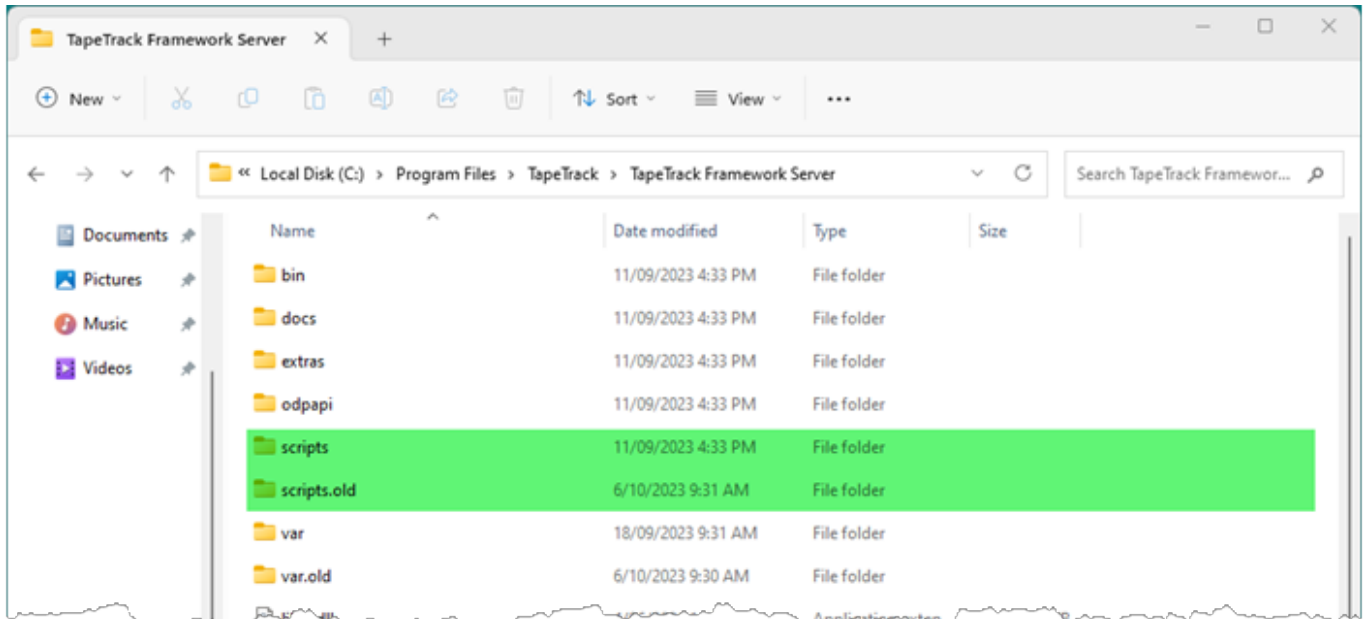 TapeTrack Framework Server
New
Sort
View
Local Disk (C:) > Program Files > TapeTrack > TapeTrack Framework Server
Search TapeTrack Framewor...
Documents
Pictures
Music
Videos
Name Date modified Type Size
bin 11/09/2023 4:33 PM File folder
docs 11/09/2023 4:33 PM File folder
extras 11/09/2023 4:33 PM File folder
odpapi 11/09/2023 4:33 PM File folder
scripts 11/09/2023 4:33 PM File folder
scripts.old 6/10/2023 9:31 AM File folder
var 18/09/2023 9:31 AM File folder
var.old 6/10/2023 9:30 AM File folder